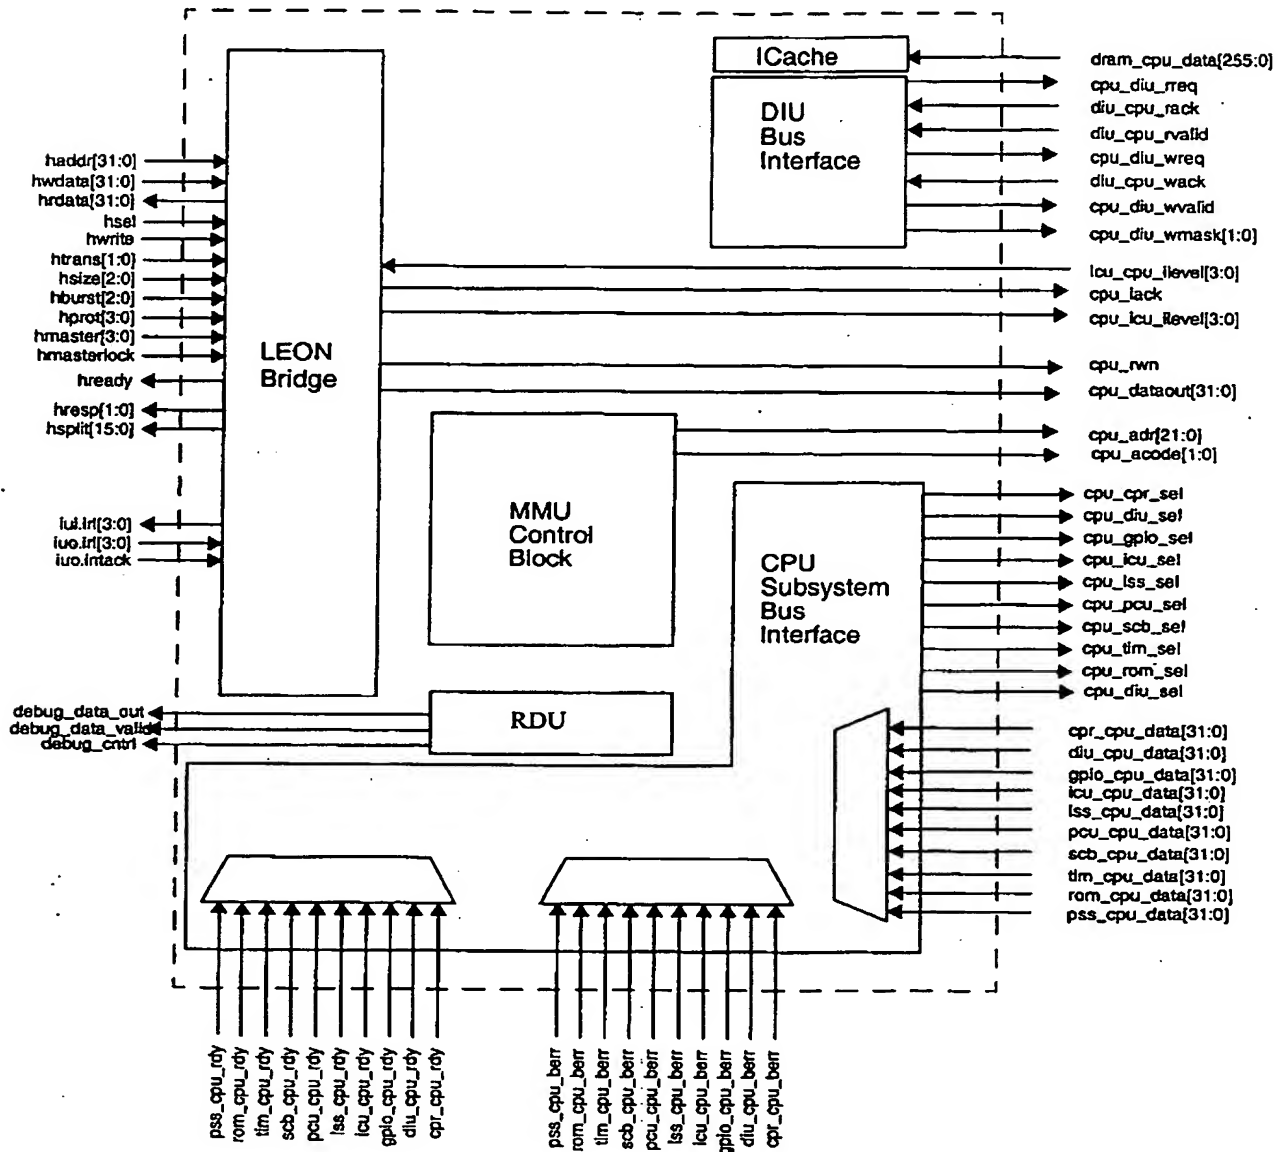 ICache
dram_cpu_data[255:0]
cpu_diu_rreq
DIU
Bus
Interface
diu_cpu_rack
diu_cpu_rvalid
cpu_diu_wreq
diu_cpu_wack
cpu_diu_wvalid
cpu_diu_wmask[1:0]
haddr[31:0]
hwdata[31:0]
hrdata[31:0]
hsel
hwrite
htrans[1:0]
hsize[2:0]
hburst[2:0]
hprot[3:0]
hmaster[3:0]
hmasterlock
hready
hresp[1:0]
hsplit[15:0]
LEON
Bridge
icu_cpu_ilevel[3:0]
cpu_iack
cpu_icu_ilevel[3:0]
cpu_rwn
cpu_dataout[31:0]
cpu_adr[21:0]
cpu_acode[1:0]
iui.irl[3:0]
iuo.irl[3:0]
iuo.intack
MMU
Control
Block
CPU
Subsystem
Bus
Interface
cpu_cpr_sel
cpu_diu_sel
cpu_gpio_sel
cpu_icu_sel
cpu_lss_sel
cpu_pcu_sel
cpu_scb_sel
cpu_tim_sel
cpu_rom_sel
cpu_diu_sel
debug_data_out
debug_data_valid
debug_cntrl
RDU
cpr_cpu_data[31:0]
diu_cpu_data[31:0]
gpio_cpu_data[31:0]
icu_cpu_data[31:0]
lss_cpu_data[31:0]
pcu_cpu_data[31:0]
scb_cpu_data[31:0]
tim_cpu_data[31:0]
rom_cpu_data[31:0]
pss_cpu_data[31:0]
pss_cpu_rdy
rom_cpu_rdy
tim_cpu_rdy
scb_cpu_rdy
pcu_cpu_rdy
lss_cpu_rdy
icu_cpu_rdy
gpio_cpu_rdy
diu_cpu_rdy
cpr_cpu_rdy
pss_cpu_berr
rom_cpu_berr
tim_cpu_berr
scb_cpu_berr
pcu_cpu_berr
lss_cpu_berr
icu_cpu_berr
gpio_cpu_berr
diu_cpu_berr
cpr_cpu_berr